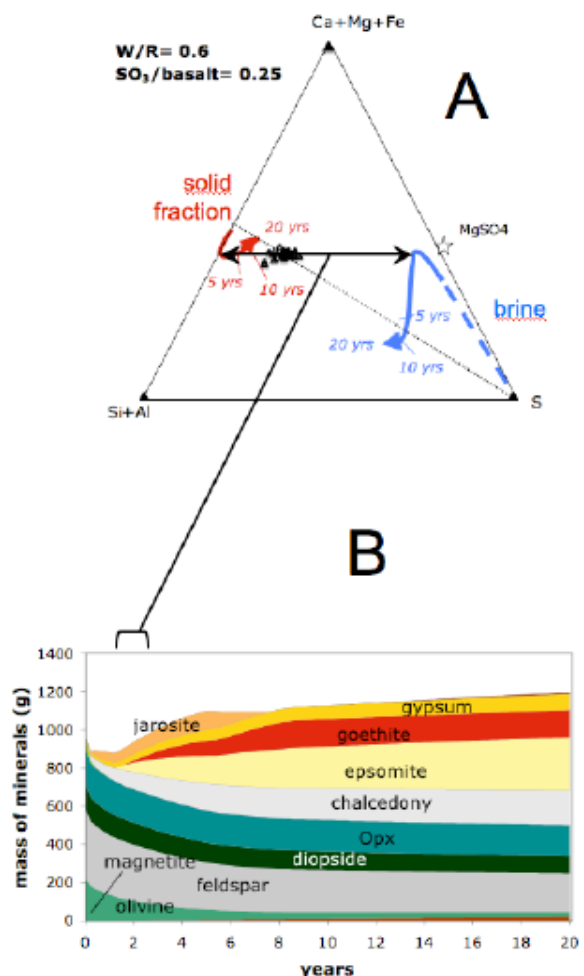 Ca+Mg+Fe
W/R= 0.6
SO₃/basalt= 0.25
A
solid
fraction
20 yrs
MgSO4
5 yrs
10 yrs
brine
5 yrs
20 yrs
10 yrs
Si+Al
S
B
mass of minerals (g)
1400
1200
1000
800
600
400
200
0
jarosite
gypsum
goethite
epsomite
chalcedony
Opx
magnetite
diopside
feldspar
olivine
0 2 4 6 8 10 12 14 16 18 20
years